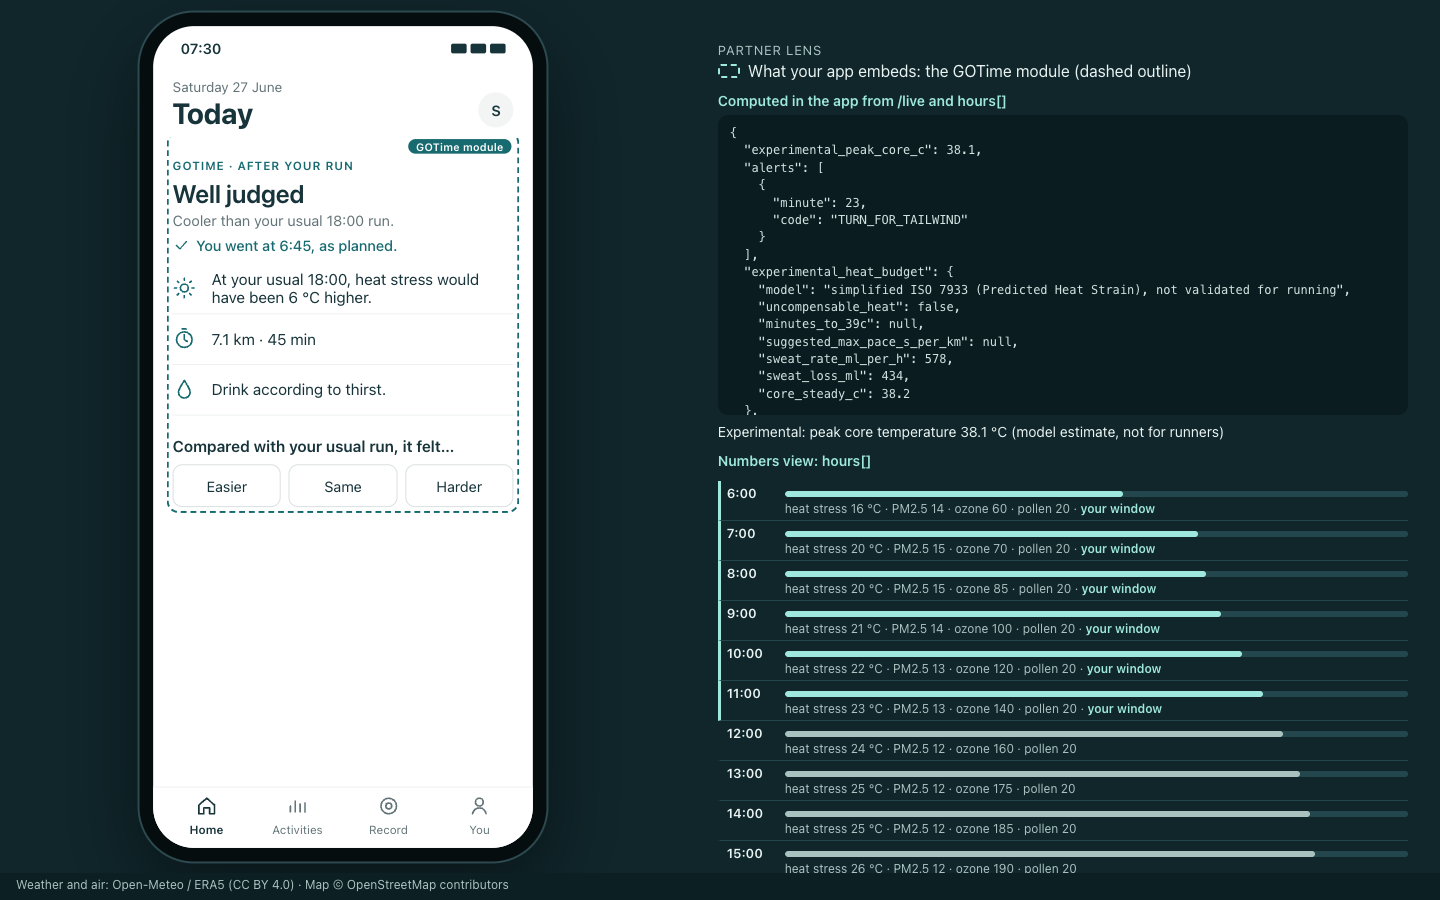 07:30
Saturday 27 June
Today
S
GOTime module
GOTIME · AFTER YOUR RUN
Well judged
Cooler than your usual 18:00 run.
You went at 6:45, as planned.
At your usual 18:00, heat stress would
have been 6 °C higher.
7.1 km · 45 min
Drink according to thirst.
Compared with your usual run, it felt...
Easier
Same
Harder
Home
Activities
Record
You
PARTNER LENS
What your app embeds: the GOTime module (dashed outline)
Computed in the app from /live and hours[]
{
"experimental_peak_core_c": 38.1,
"alerts": [
{
"minute": 23,
"code": "TURN_FOR_TAILWIND"
}
],
"experimental_heat_budget": {
"model": "simplified ISO 7933 (Predicted Heat Strain), not validated for running",
"uncompensable_heat": false,
"minutes_to_39c": null,
"suggested_max_pace_s_per_km": null,
"sweat_rate_ml_per_h": 578,
"sweat_loss_ml": 434,
"core_steady_c": 38.2
},
Experimental: peak core temperature 38.1 °C (model estimate, not for runners)
Numbers view: hours[]
6:00
heat stress 16 °C · PM2.5 14 · ozone 60 · pollen 20 · your window
7:00
heat stress 20 °C · PM2.5 15 · ozone 70 · pollen 20 · your window
8:00
heat stress 20 °C · PM2.5 15 · ozone 85 · pollen 20 · your window
9:00
heat stress 21 °C · PM2.5 14 · ozone 100 · pollen 20 · your window
10:00
heat stress 22 °C · PM2.5 13 · ozone 120 · pollen 20 · your window
11:00
heat stress 23 °C · PM2.5 13 · ozone 140 · pollen 20 · your window
12:00
heat stress 24 °C · PM2.5 12 · ozone 160 · pollen 20
13:00
heat stress 25 °C · PM2.5 12 · ozone 175 · pollen 20
14:00
heat stress 25 °C · PM2.5 12 · ozone 185 · pollen 20
15:00
heat stress 26 °C · PM2.5 12 · ozone 190 · pollen 20
Weather and air: Open-Meteo / ERA5 (CC BY 4.0) · Map © OpenStreetMap contributors